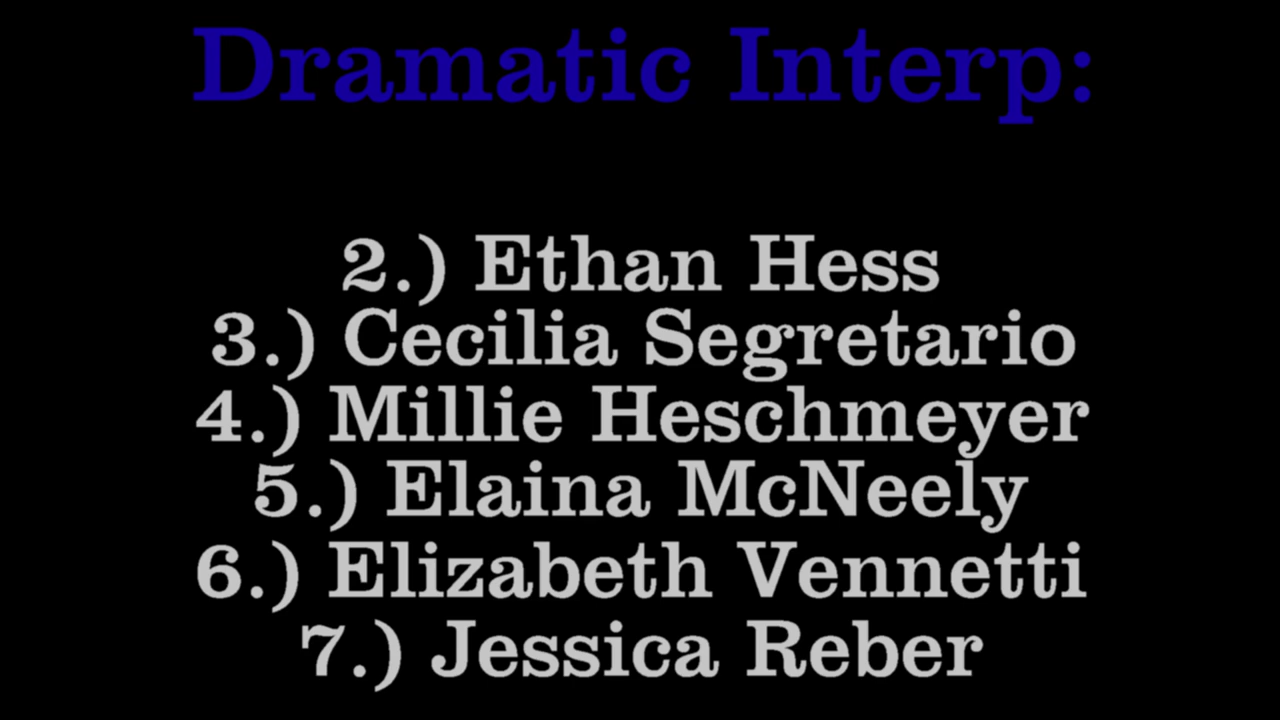 Dramatic Interp:
2.) Ethan Hess
3.) Cecilia Segretario
4.) Millie Heschmeyer
5.) Elaina McNeely
6.) Elizabeth Vennetti
7.) Jessica Reber